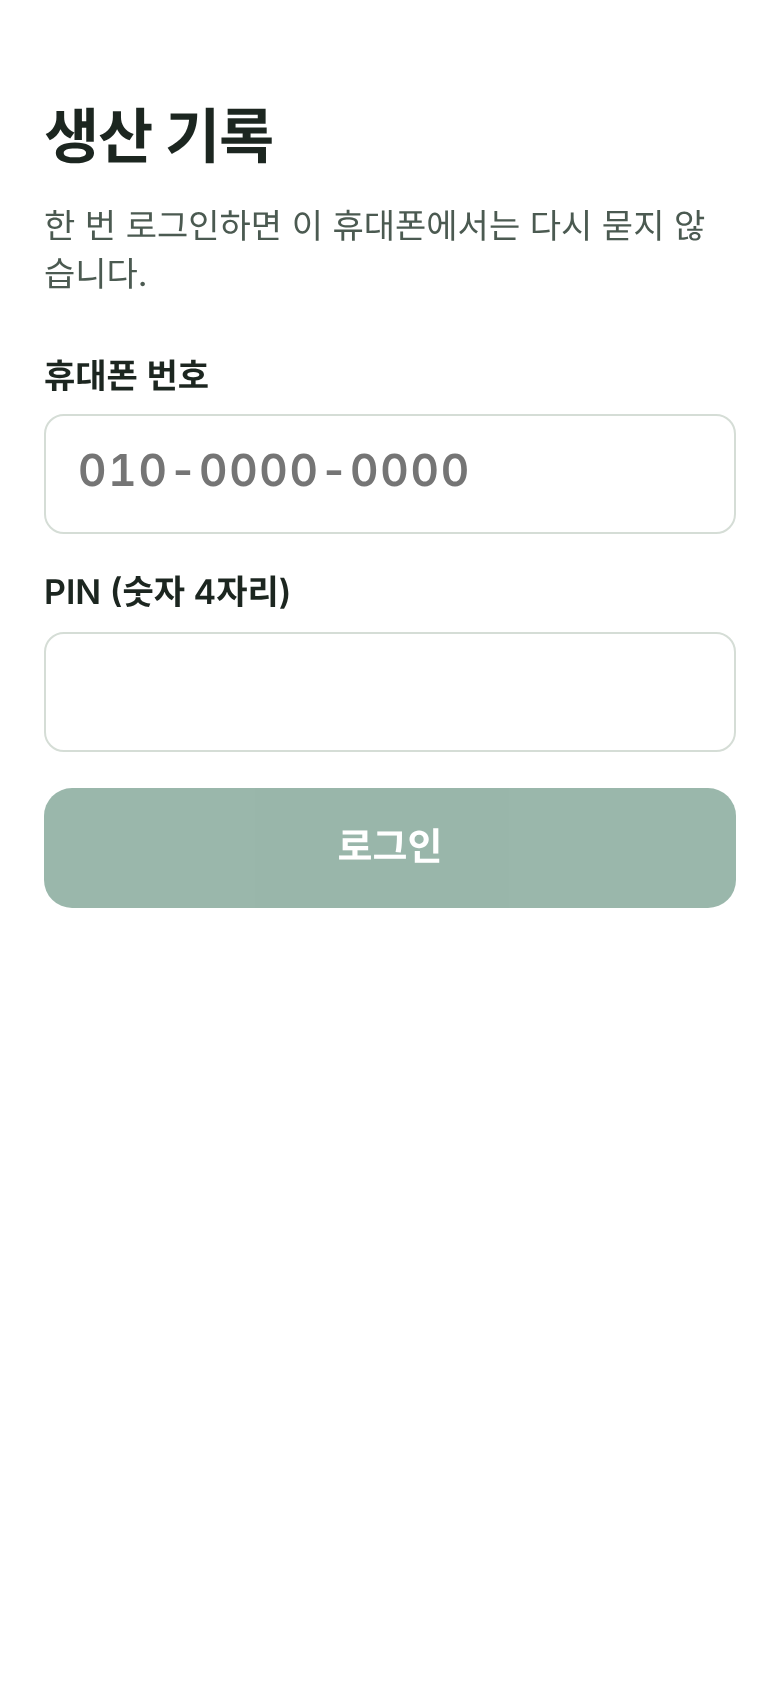 생산 기록
한 번 로그인하면 이 휴대폰에서는 다시 묻지 않
습니다.
휴대폰 번호
010-0000-0000
PIN (숫자 4자리)
로그인